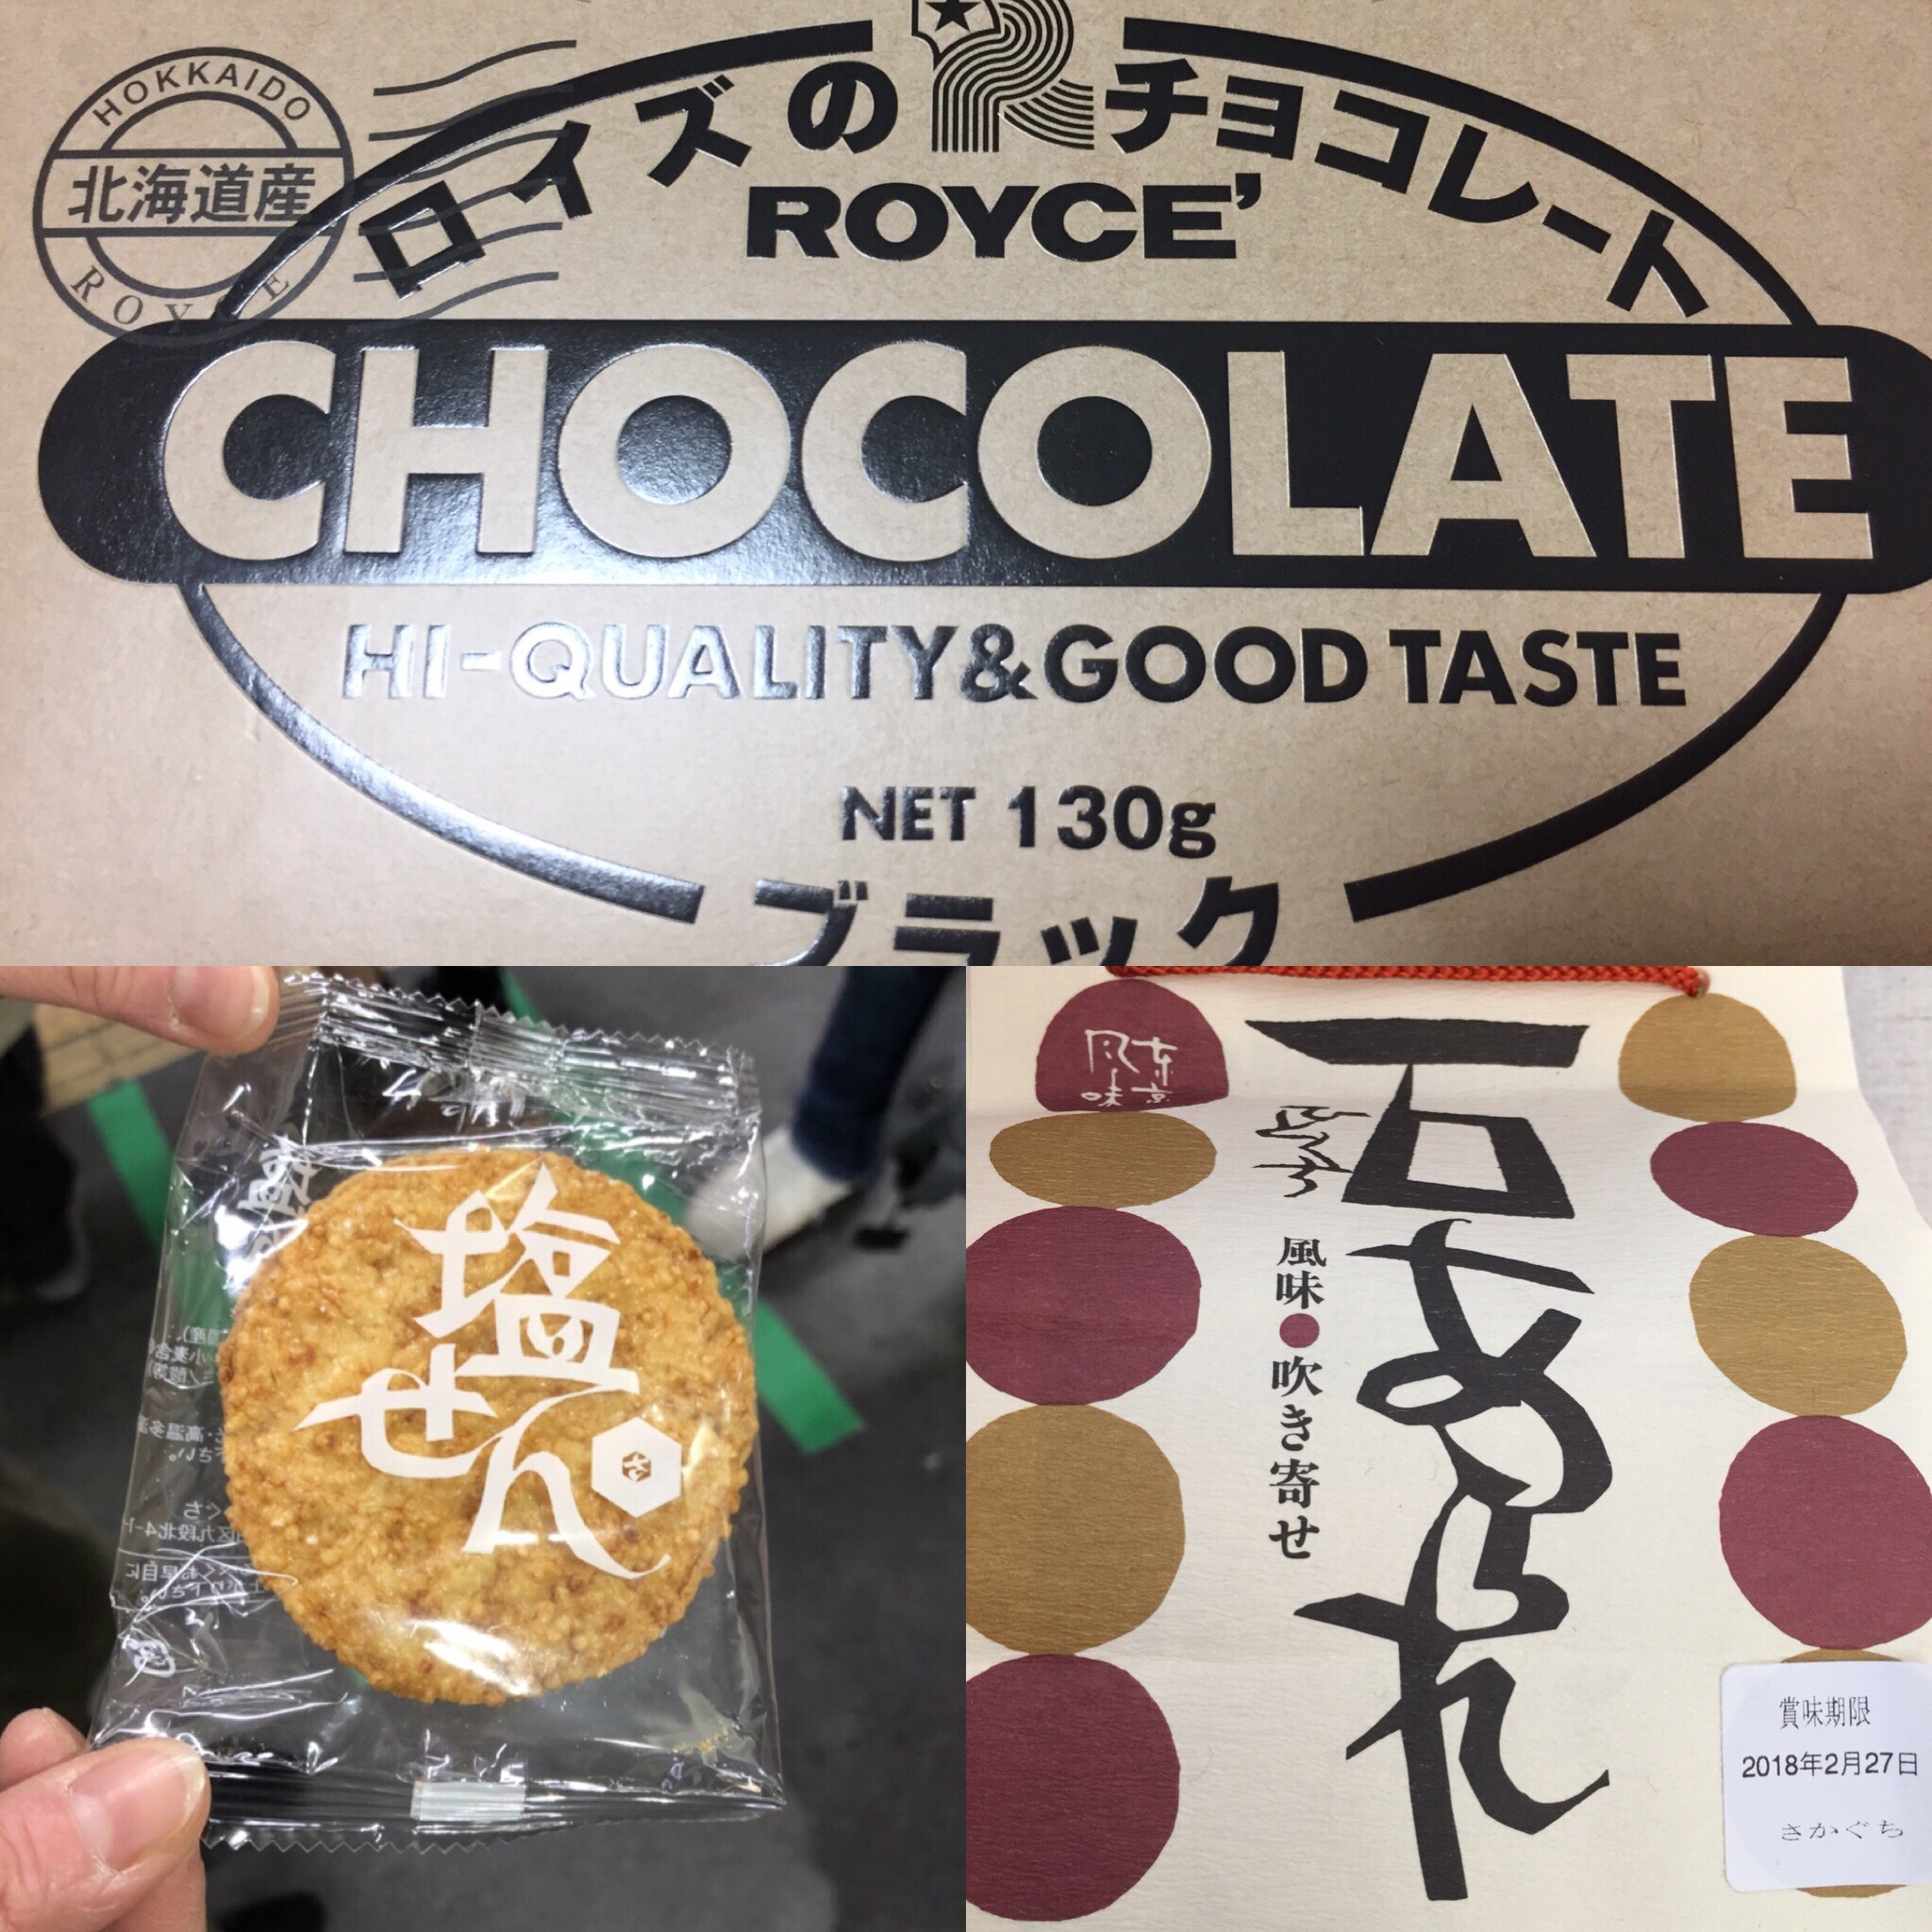 HOKKAIDO
北海道産
ROYCE
ロイズのチョコレート
ROYCE'
CHOCOLATE
HI-QUALITY&GOOD TASTE
NET 130g
ブラック
塩せん
東京
風味
石あられ
風味●吹き寄せ
賞味期限
2018年2月27日
さかぐち